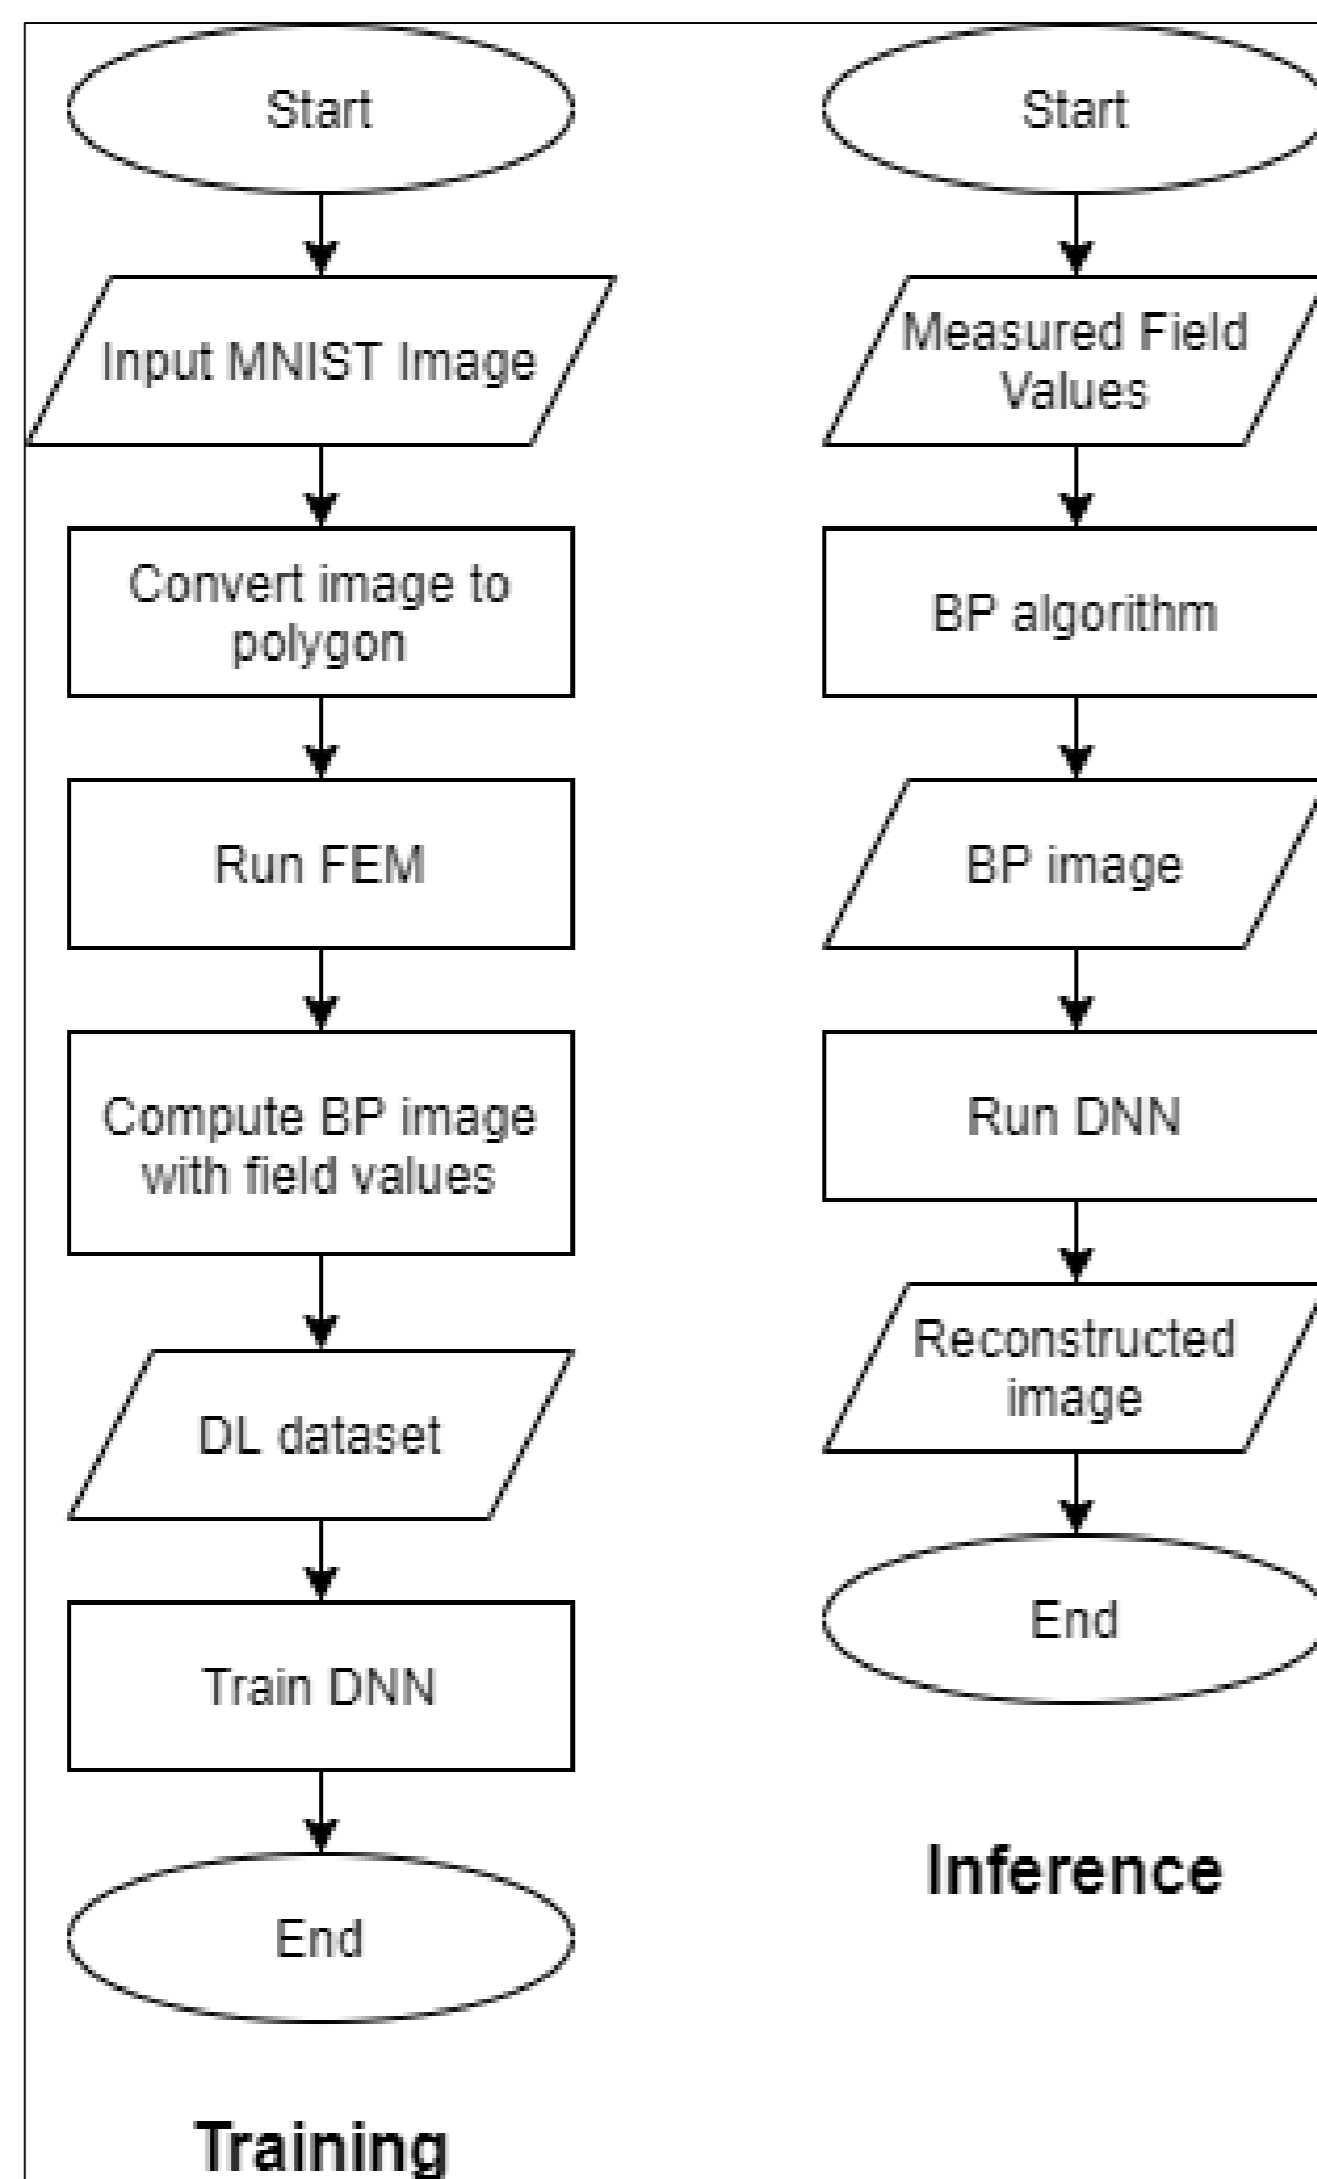 Start
Input MNIST Image
Convert image to
polygon
Run FEM
Compute BP image
with field values
DL dataset
Train DNN
End
Training
Start
Measured Field
Values
BP algorithm
BP image
Run DNN
Reconstructed
image
End
Inference